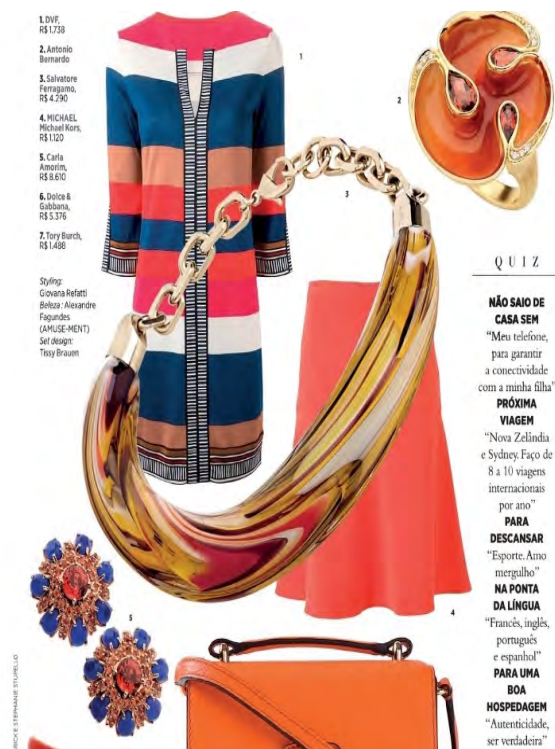 1. DVF,
R$ 1.738
2. Antonio
Bernardo
3. Salvatore
Ferragamo,
R$ 4.290
4. MICHAEL
Michael Kors,
R$ 1.120
5. Carla
Amorim,
R$ 8.610
6. Dolce &
Gabbana,
R$ 5.376
7. Tory Burch,
R$ 1.488
Styling:
Giovana Refatti
Beleza: Alexandre
Fagundes
(AMUSE-MENT)
Set design:
Tissy Brauen
1
2
3
4
5
QUIZ
NÃO SAIO DE
CASA SEM
“Meu telefone,
para garantir
a conectividade
com a minha filha”
PRÓXIMA
VIAGEM
“Nova Zelândia
e Sydney. Faço de
8 a 10 viagens
internacionais
por ano”
PARA
DESCANSAR
“Esporte. Amo
mergulho”
NA PONTA
DA LÍNGUA
“Francês, inglês,
português
e espanhol”
PARA UMA
BOA
HOSPEDAGEM
“Autenticidade,
ser verdadeira”
E STEPHANIE STUPELLO